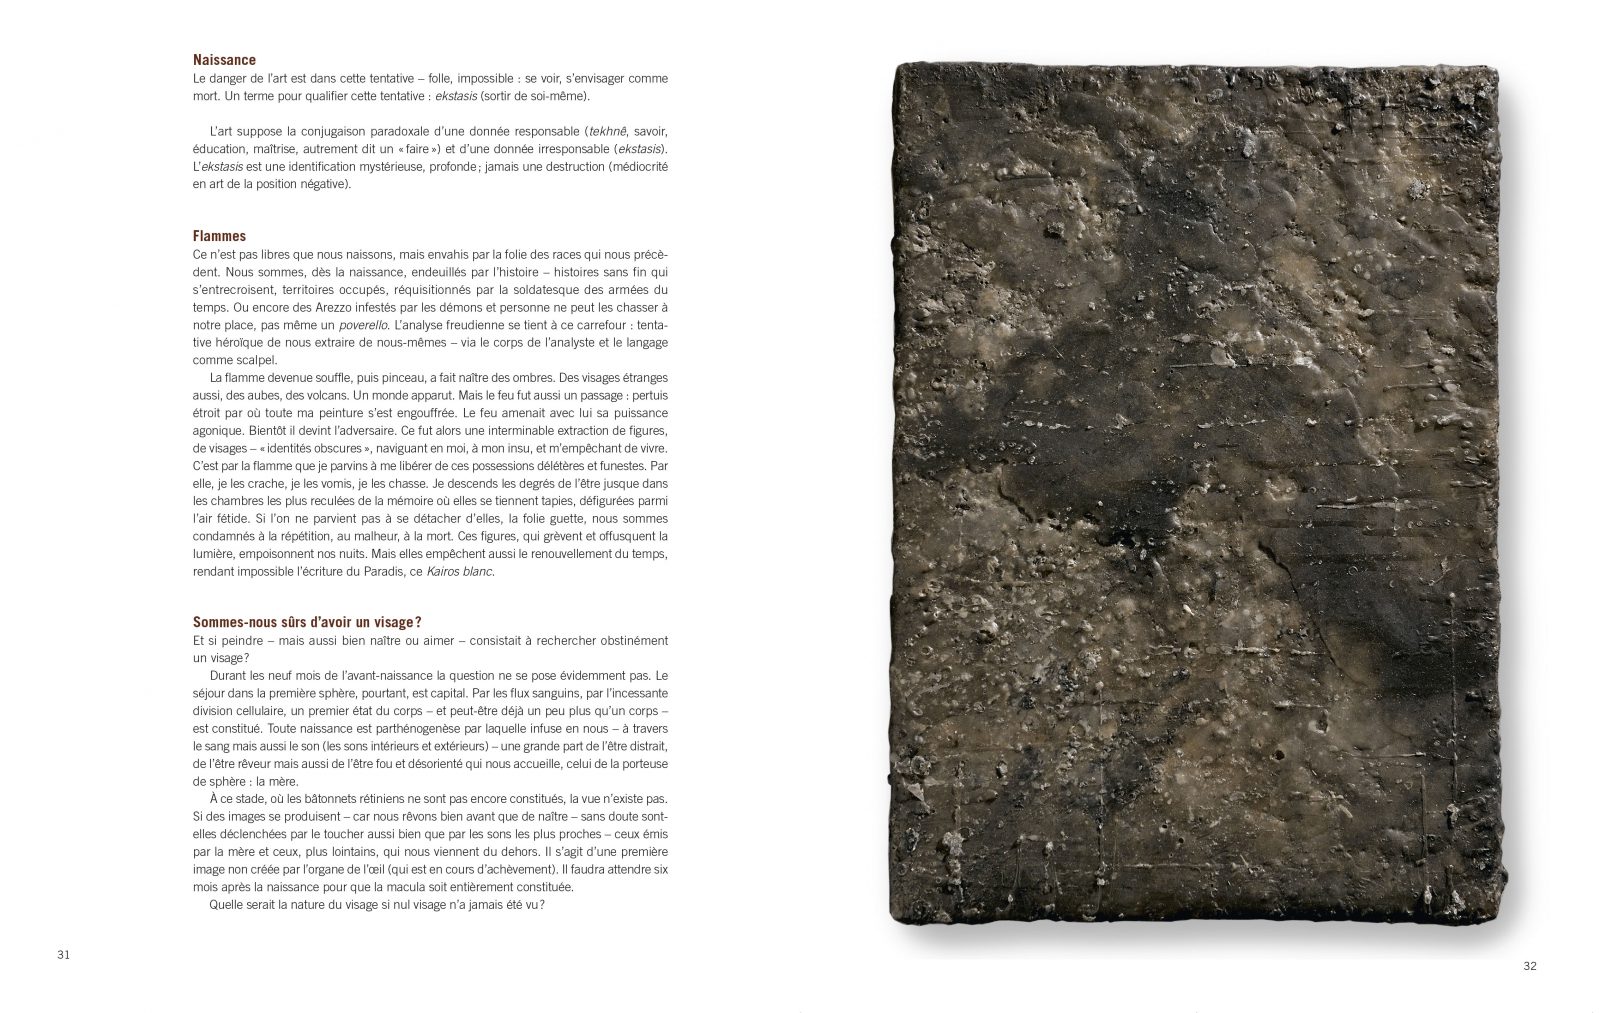 Naissance
Le danger de l'art est dans cette tentative – folle, impossible : se voir, s'envisager comme
mort. Un terme pour qualifier cette tentative : ekstasis (sortir de soi-même).
L'art suppose la conjugaison paradoxale d'une donnée responsable (tekhnê, savoir,
éducation, maîtrise, autrement dit un « faire ») et d'une donnée irresponsable (ekstasis).
L'ekstasis est une identification mystérieuse, profonde ; jamais une destruction (médiocrité
en art de la position négative).
Flammes
Ce n'est pas libres que nous naissons, mais envahis par la folie des races qui nous précè-
dent. Nous sommes, dès la naissance, endeuillés par l'histoire – histoires sans fin qui
s'entrecroisent, territoires occupés, réquisitionnés par la soldatesque des armées du
temps. Ou encore des Arezzo infestés par les démons et personne ne peut les chasser à
notre place, pas même un poverello. L'analyse freudienne se tient à ce carrefour : tenta-
tive héroïque de nous extraire de nous-mêmes – via le corps de l'analyste et le langage
comme scalpel.
La flamme devenue souffle, puis pinceau, a fait naître des ombres. Des visages étranges
aussi, des aubes, des volcans. Un monde apparut. Mais le feu fut aussi un passage : pertuis
étroit par où toute ma peinture s'est engouffrée. Le feu amenait avec lui sa puissance
agonique. Bientôt il devint l'adversaire. Ce fut alors une interminable extraction de figures,
de visages – « identités obscures », naviguant en moi, à mon insu, et m'empêchant de vivre.
C'est par la flamme que je parvins à me libérer de ces possessions délétères et funestes. Par
elle, je les crache, je les vomis, je les chasse. Je descends les degrés de l'être jusque dans
les chambres les plus reculées de la mémoire où elles se tiennent tapies, défigurées parmi
l'air fétide. Si l'on ne parvient pas à se détacher d'elles, la folie guette, nous sommes
condamnés à la répétition, au malheur, à la mort. Ces figures, qui grèvent et offusquent la
lumière, empoisonnent nos nuits. Mais elles empêchent aussi le renouvellement du temps,
rendant impossible l'écriture du Paradis, ce Kairos blanc.
Sommes-nous sûrs d'avoir un visage ?
Et si peindre – mais aussi bien naître ou aimer – consistait à rechercher obstinément
un visage ?
Durant les neuf mois de l'avant-naissance la question ne se pose évidemment pas. Le
séjour dans la première sphère, pourtant, est capital. Par les flux sanguins, par l'incessante
division cellulaire, un premier état du corps – et peut-être déjà un peu plus qu'un corps –
est constitué. Toute naissance est parthénogenèse par laquelle infuse en nous – à travers
le sang mais aussi le son (les sons intérieurs et extérieurs) – une grande part de l'être distrait,
de l'être rêveur mais aussi de l'être fou et désorienté qui nous accueille, celui de la porteuse
de sphère : la mère.
À ce stade, où les bâtonnets rétiniens ne sont pas encore constitués, la vue n'existe pas.
Si des images se produisent – car nous rêvons bien avant que de naître – sans doute sont-
elles déclenchées par le toucher aussi bien que par les sons les plus proches – ceux émis
par la mère et ceux, plus lointains, qui nous viennent du dehors. Il s'agit d'une première
image non créée par l'organe de l'œil (qui est en cours d'achèvement). Il faudra attendre six
mois après la naissance pour que la macula soit entièrement constituée.
Quelle serait la nature du visage si nul visage n'a jamais été vu ?
31
32